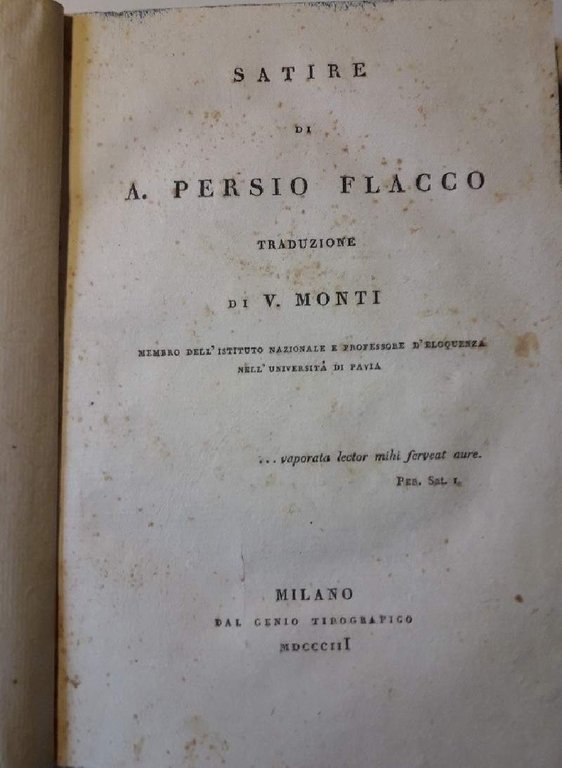 SATIRE
DI
A. PERSIO FLACCO
TRADUZIONE
DI V. MONTI
MEMBRO DELL'ISTITUTO NAZIONALE E PROFESSORE D'ELOQUENZA
NELL'UNIVERSITÀ DI PAVIA
... vaporata lector mihi ferveat aure.
PER. Sat. I.
MILANO
DAL GENIO TIPOGRAFICO
MDCCCIII